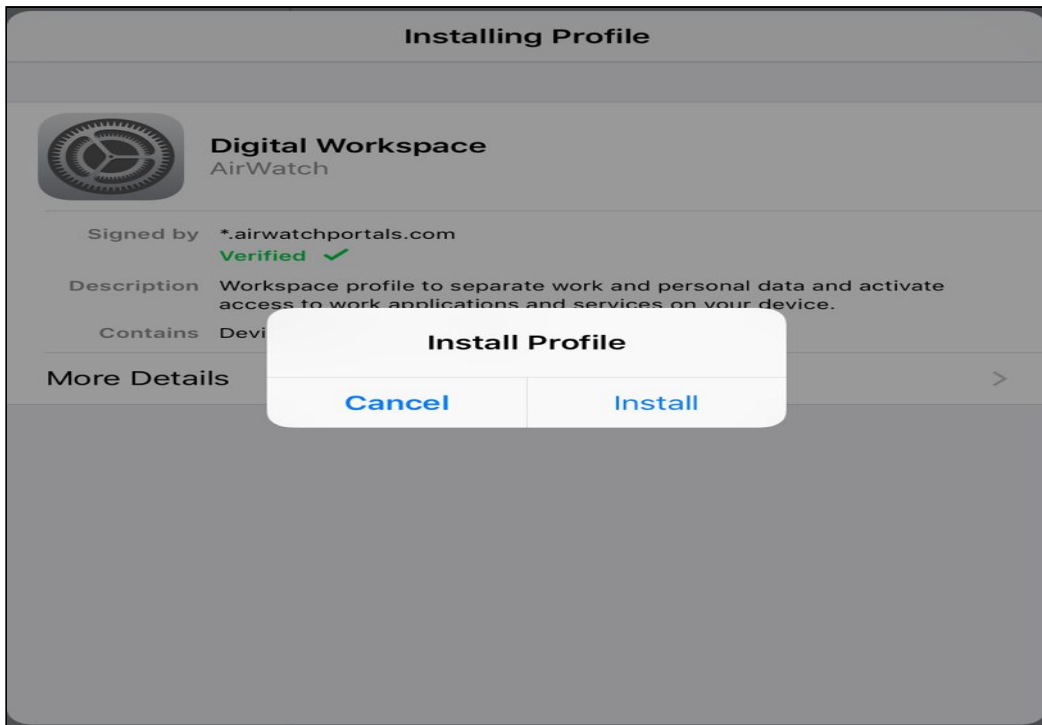 Installing Profile
Digital Workspace
AirWatch
Signed by *.airwatchportals.com
Verified
Description Workspace profile to separate work and personal data and activate
access to work applications and services on your device.
Contains Devi
Install Profile
More Details
Cancel Install